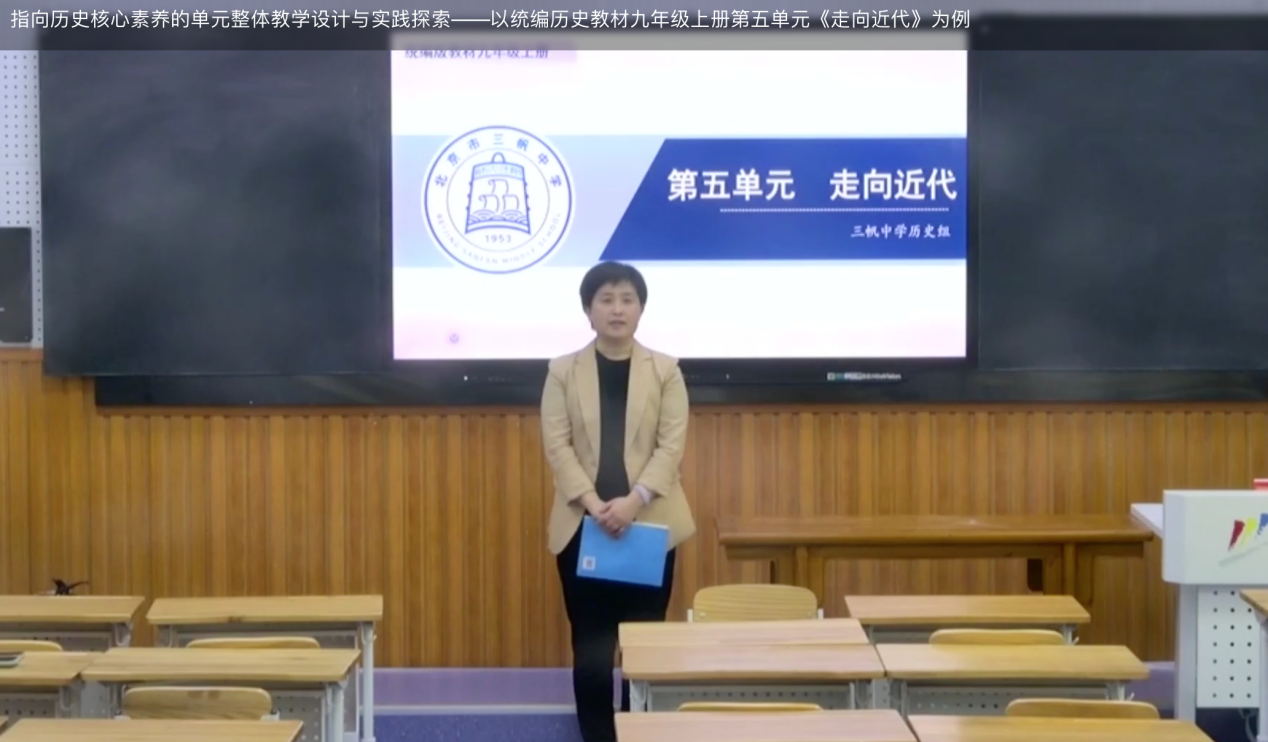 指向历史核心素养的单元整体教学设计与实践探索——以统编历史教材九年级上册第五单元《走向近代》为例
统编版教材九年级上册
北京市三帆中学
1953
BEIJING SANFAN MIDDLE SCHOOL
第五单元 走向近代
三帆中学历史组